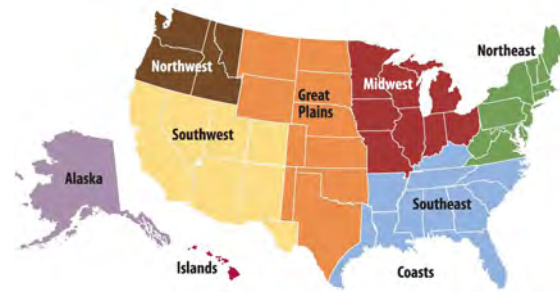 Northeast
Northwest
Midwest
Great
Plains
Southwest
Alaska
Southeast
Islands
Coasts